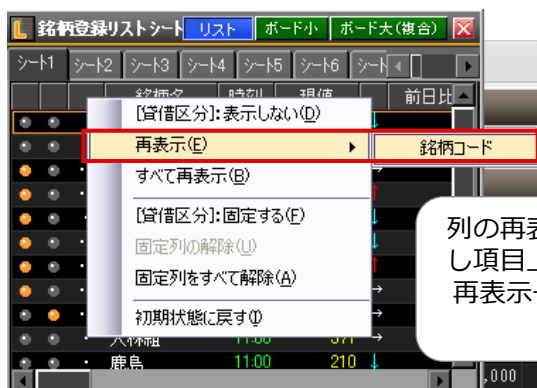 銘柄登録リストシート リスト ボード小 ボード大(複合)
シート1 シート2 シート3 シート4 シート5 シート6
銘柄名 時刻 現値 前日比
[貸借区分]:表示しない(D)
再表示(E) 銘柄コード
すべて再表示(B)
[貸借区分]:固定する(F)
列の再表
固定列の解除(U)
し項目上
固定列をすべて解除(A)
再表示
初期状態に戻す(I)
大林組 11:00 571
鹿島 11:00 210
,000